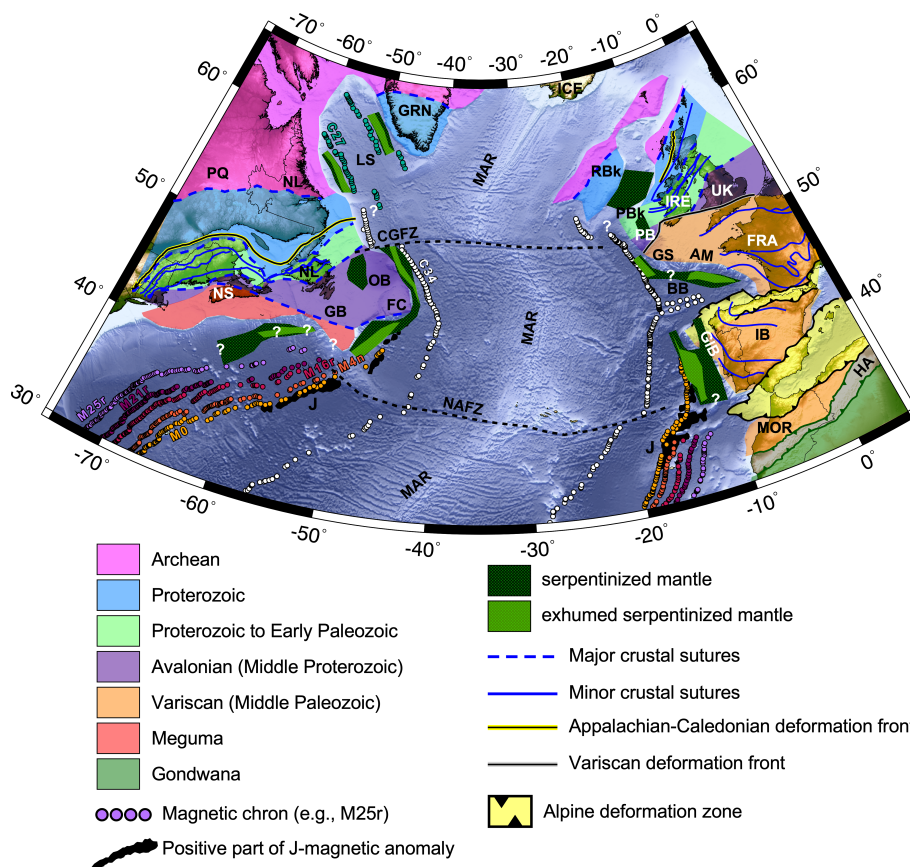 -70°
-60°
-50°
-40°
-30°
-20°
-10°
0°
60°
60°
ICE
GRN
C27
LS
MAR
RBk
PQ
NL
UK
IRE
PBk
50°
50°
?
?
PB
CGFZ
FRA
GS
AM
C34
NL
OB
?
BB
NS
GB
FC
40°
40°
MAR
IB
GIB
?
?
?
?
M16r
M4n
M25r
M21r
HA
30°
J
NAFZ
?
M0
MOR
J
MAR
-70°
0°
-60°
-10°
-50°
-40°
-30°
-20°
Archean
Proterozoic
Proterozoic to Early Paleozoic
Avalonian (Middle Proterozoic)
Variscan (Middle Paleozoic)
Meguma
Gondwana
Magnetic chron (e.g., M25r)
Positive part of J-magnetic anomaly
serpentinized mantle
exhumed serpentinized mantle
Major crustal sutures
Minor crustal sutures
Appalachian-Caledonian deformation front
Variscan deformation front
Alpine deformation zone